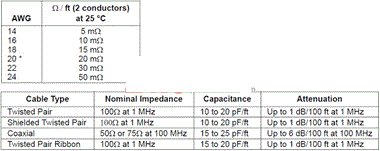 AWG Ω / ft (2 conductors) at 25 °C
14 5 mΩ
16 10 mΩ
18 15 mΩ
20 * 20 mΩ
22 30 mΩ
24 50 mΩ
Cable Type Nominal Impedance Capacitance Attenuation
Twisted Pair 100Ω at 1 MHz 10 to 20 pF/ft Up to 1 dB/100 ft at 1 MHz
Shielded Twisted Pair 100Ω at 1 MHz 10 to 20 pF/ft Up to 1 dB/100 ft at 1 MHz
Coaxial 50Ω or 75Ω at 100 MHz 15 to 25 pF/ft Up to 6 dB/100 ft at 100 MHz
Twisted Pair Ribbon 100Ω at 1 MHz 15 to 20 pF/ft Up to 1 dB/100 ft at 1 MHz